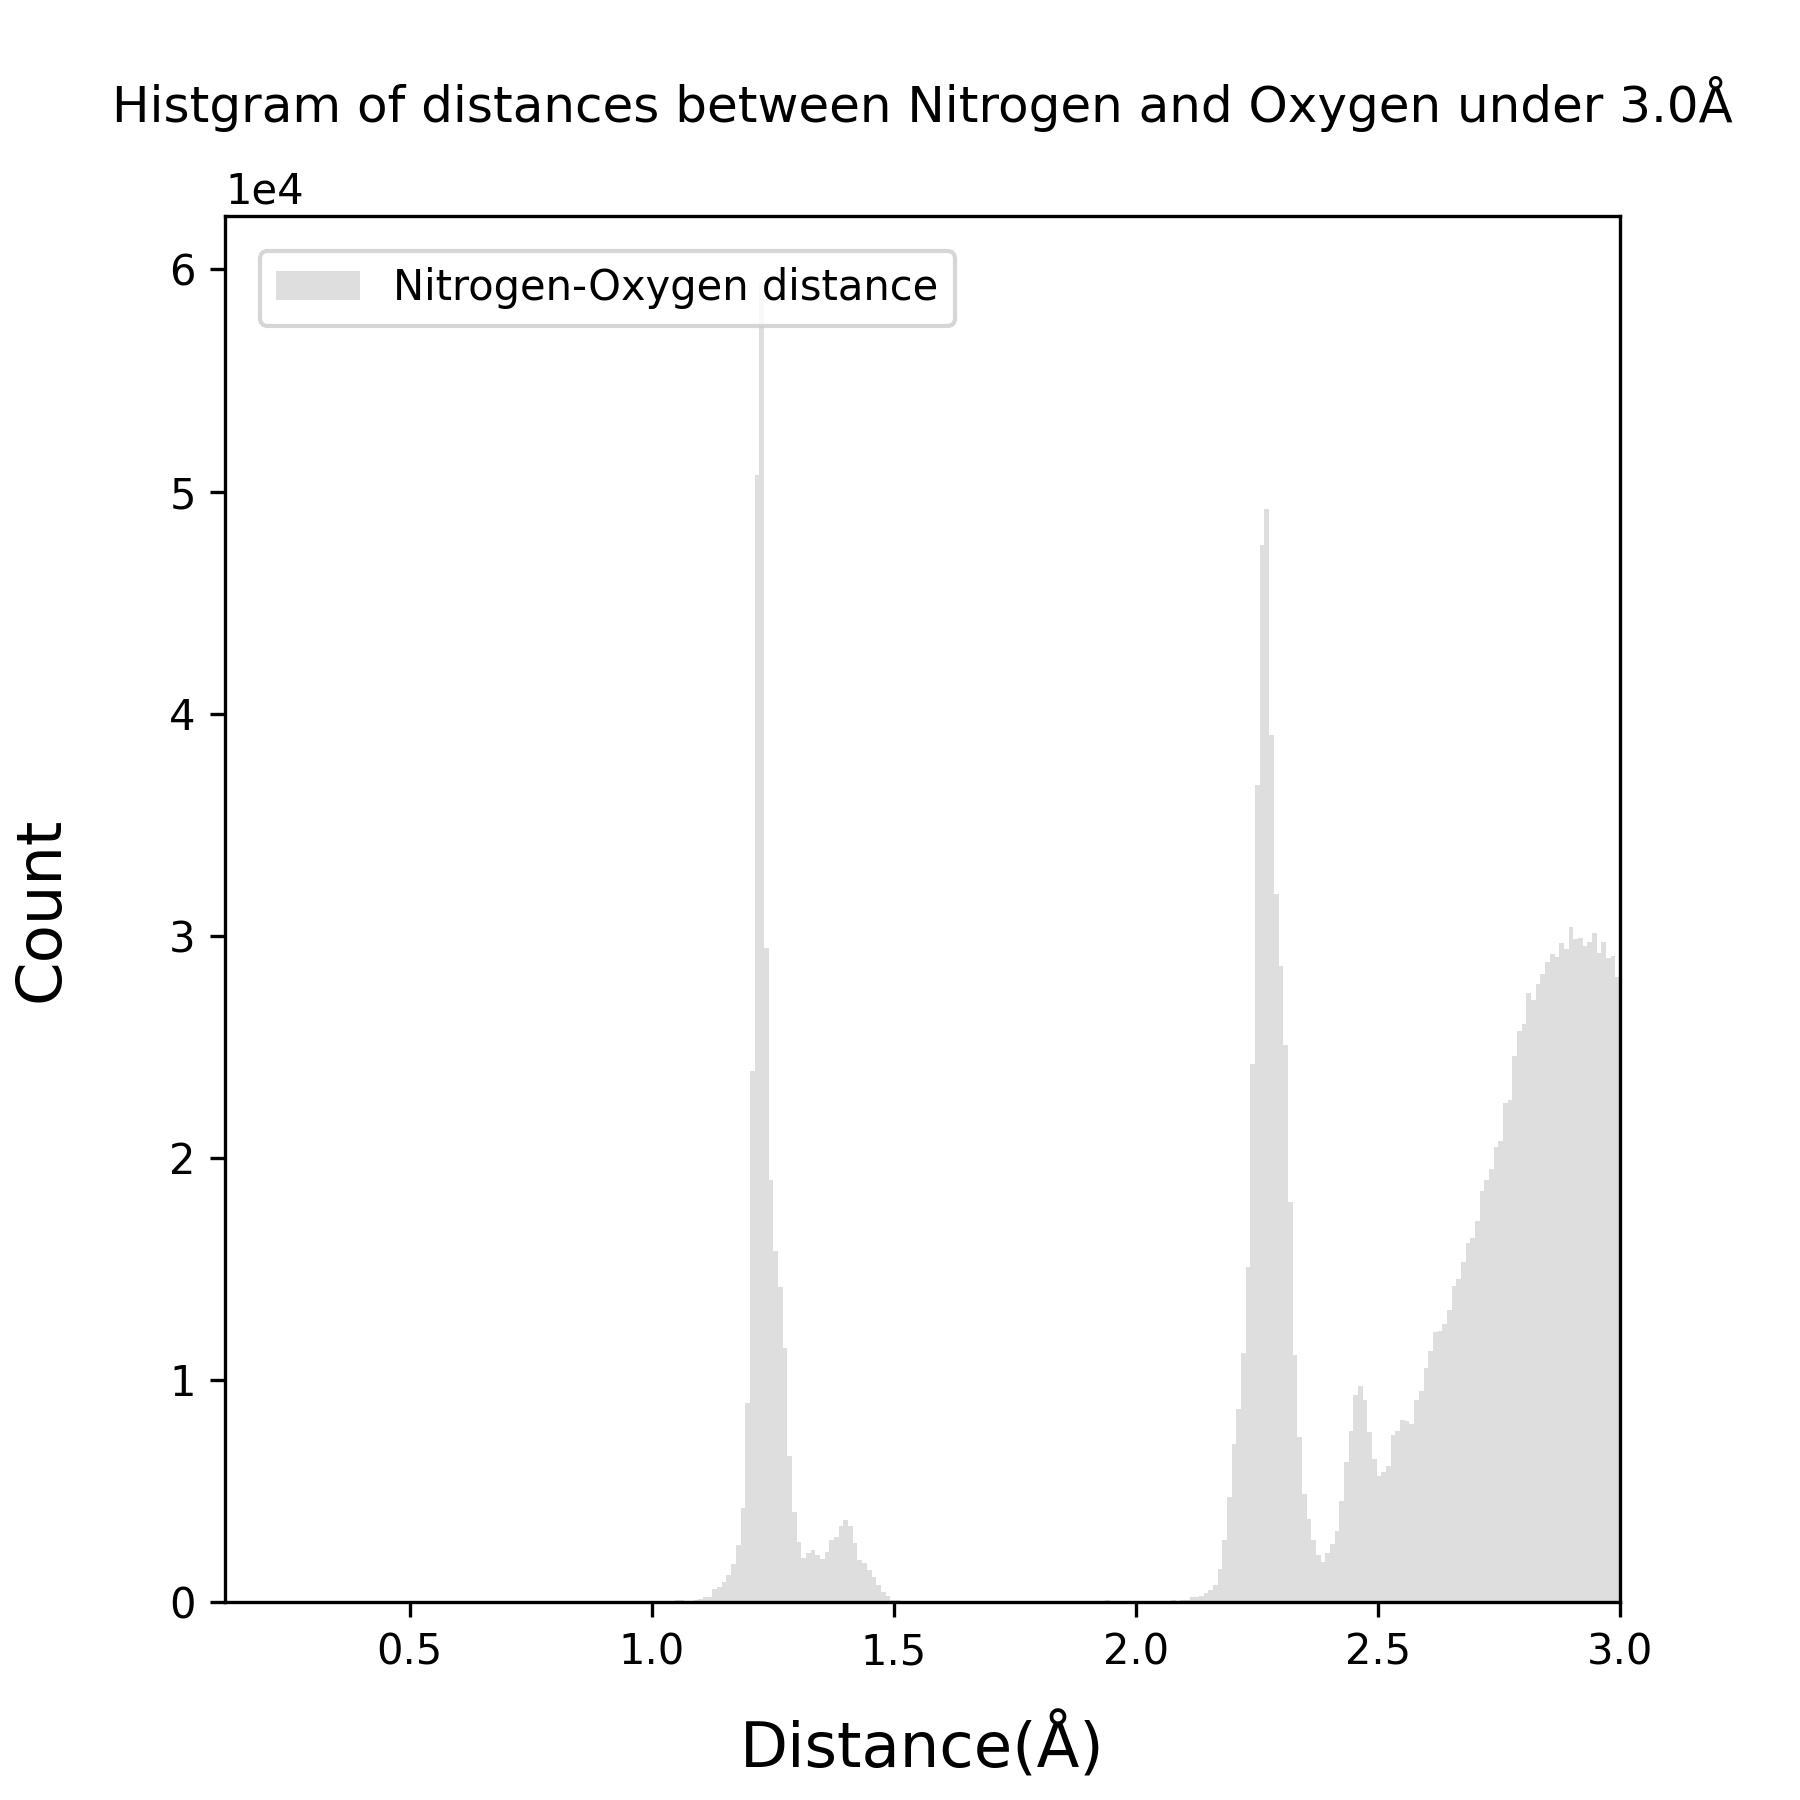 Histgram of distances between Nitrogen and Oxygen under 3.0Å
1e4
Nitrogen-Oxygen distance
6
5
4
3
2
1
0
Count
0.5 1.0 1.5 2.0 2.5 3.0
Distance(Å)